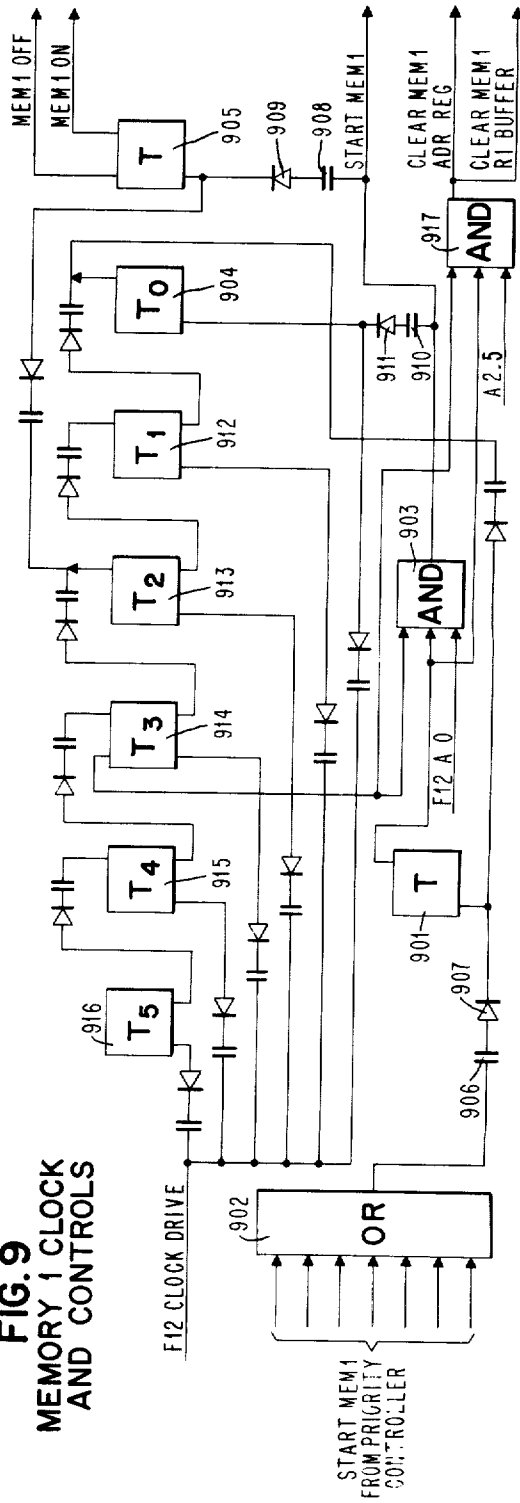 FIG. 9
MEMORY 1 CLOCK
AND CONTROLS
MEM1 OFF
MEM1 ON
T
905
909
908
START MEM1
T0
904
911
910
T1
912
T2
913
T3
914
T4
915
T5
916
F12 CLOCK DRIVE
CLEAR MEM1
ADR REG
CLEAR MEM1
R1 BUFFER
AND
917
A 2.5
AND
903
F12 A 0
T
901
907
906
OR
902
START MEM1
FROM PRIORITY
CONTROLLER